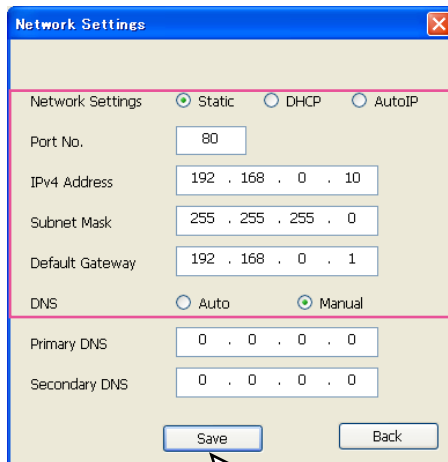 Network Settings
Network Settings Static DHCP AutoIP
Port No. 80
IPv4 Address 192 . 168 . 0 . 10
Subnet Mask 255 . 255 . 255 . 0
Default Gateway 192 . 168 . 0 . 1
DNS Auto Manual
Primary DNS 0 . 0 . 0 . 0
Secondary DNS 0 . 0 . 0 . 0
Save Back